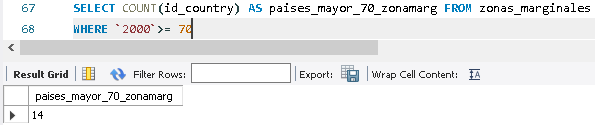 67 SELECT COUNT(id_country) AS paises_mayor_70_zonamarg FROM zonas_marginales
68 WHERE `2000`>= 70
Result Grid Filter Rows: Export: Wrap Cell Content: IA
paises_mayor_70_zonamarg
14